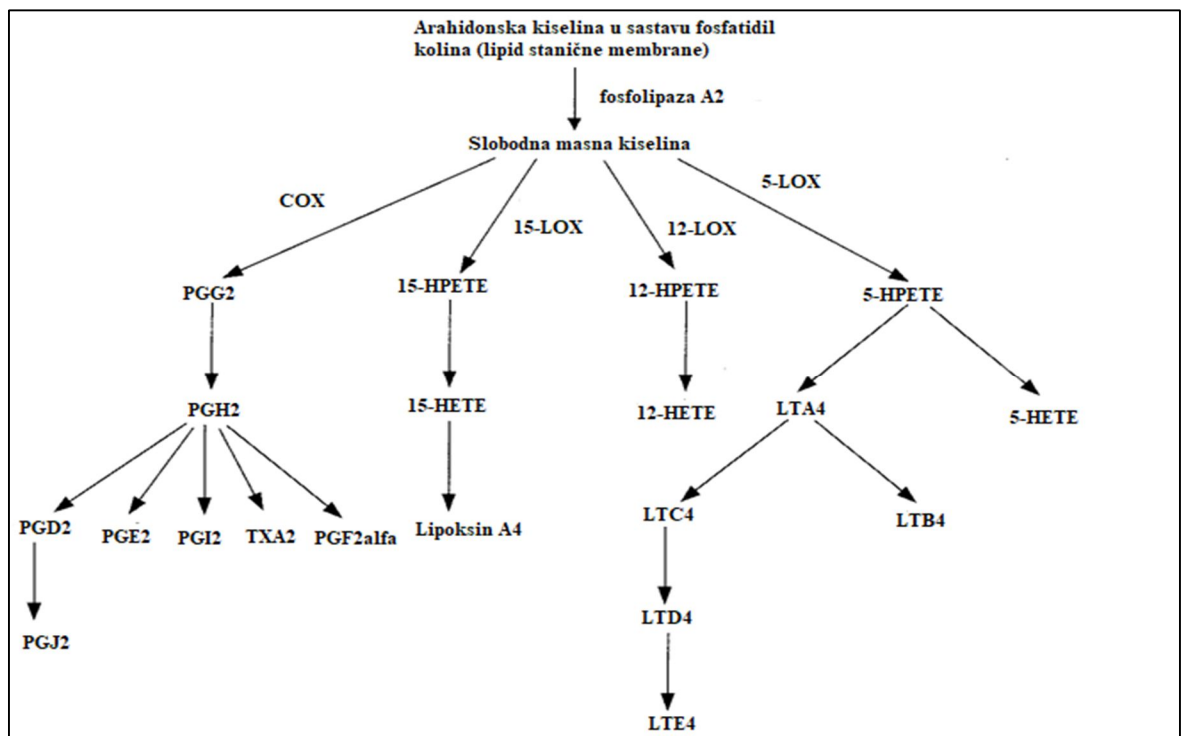 Arahidonska kiselina u sastavu fosfatidil
kolina (lipid stanične membrane)
fosfolipaza A2
Slobodna masna kiselina
COX
15-LOX
12-LOX
5-LOX
PGG2
15-HPETE
12-HPETE
5-HPETE
PGH2
15-HETE
12-HETE
LTA4
5-HETE
PGD2
PGE2
PGI2
TXA2
PGF2alfa
Lipoksin A4
LTC4
LTB4
PGJ2
LTD4
LTE4